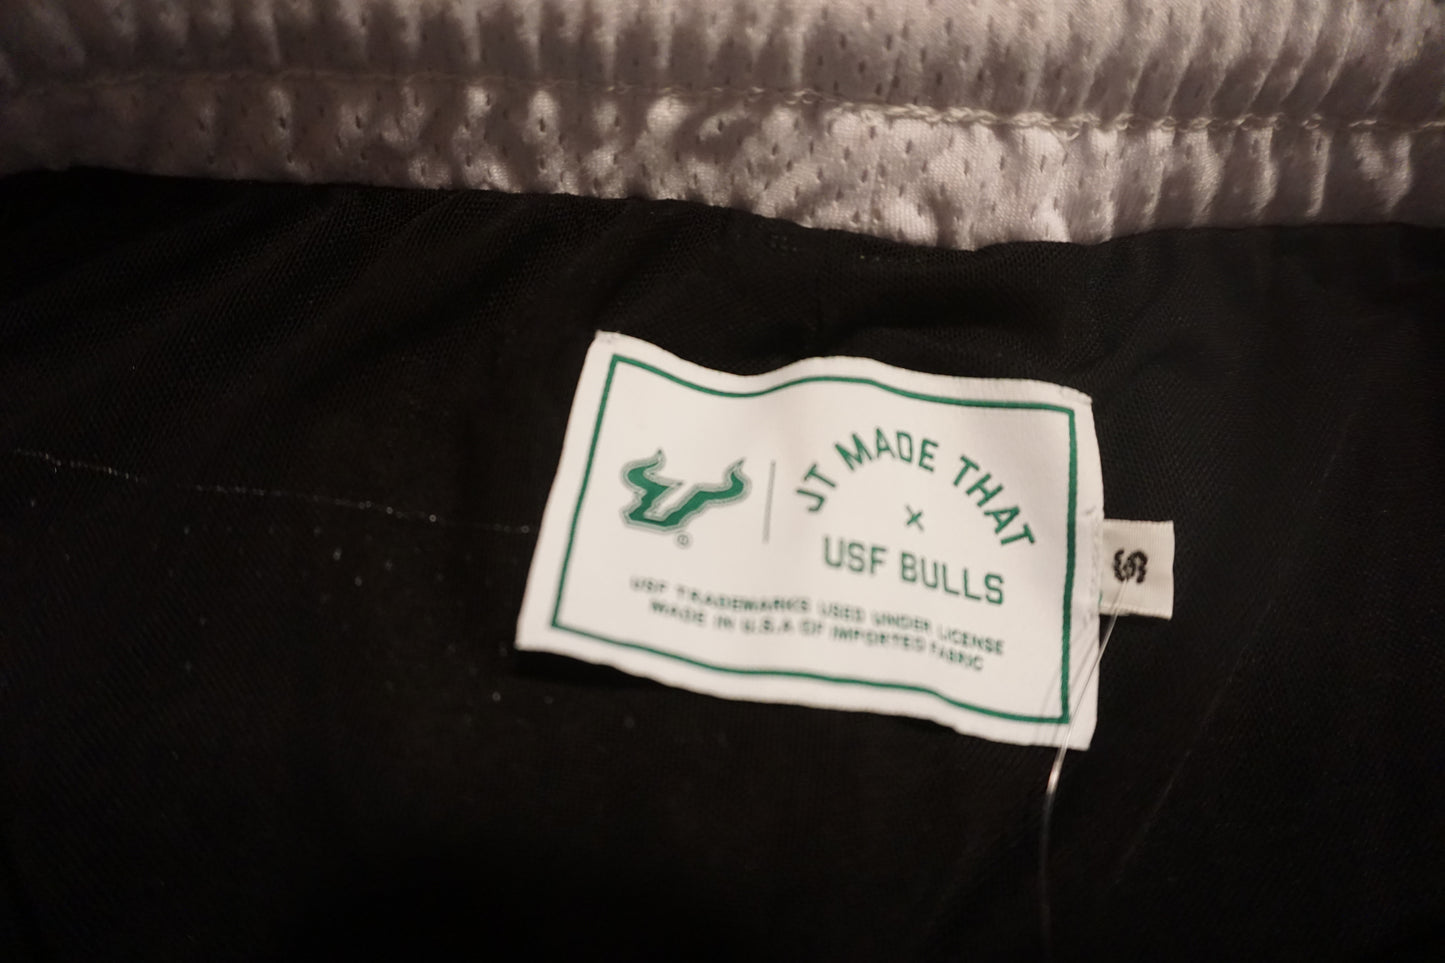 JT MADE THAT
X
USF BULLS
USF TRADEMARKS USED UNDER LICENSE
MADE IN U.S.A OF IMPORTED FABRIC
S